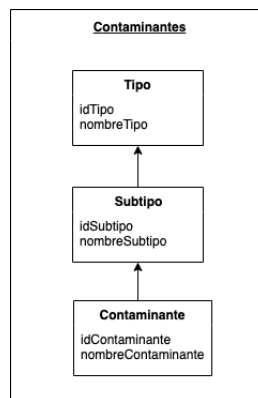 Contaminantes
Tipo
idTipo
nombreTipo
Subtipo
idSubtipo
nombreSubtipo
Contaminante
idContaminante
nombreContaminante